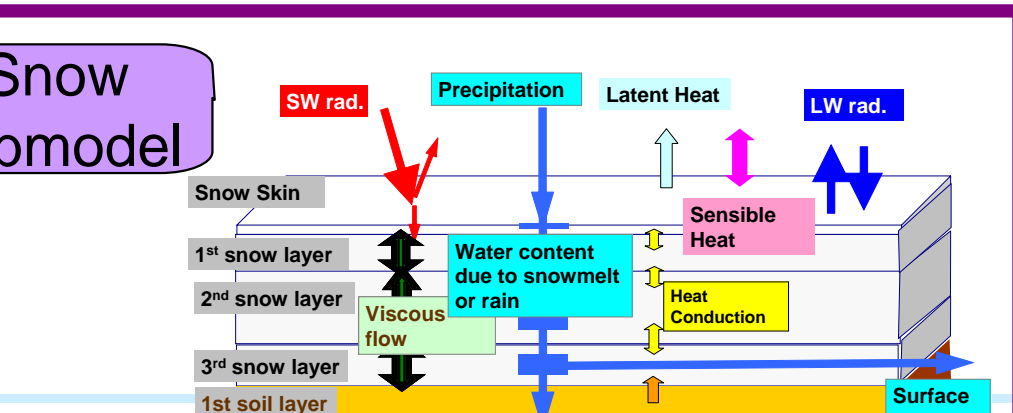 Snow
bmodel
SW rad.
Precipitation
Latent Heat
LW rad.
Snow Skin
Sensible
Heat
1st snow layer
Water content
due to snowmelt
or rain
2nd snow layer
Heat
Conduction
Viscous
flow
3rd snow layer
1st soil layer
Surface